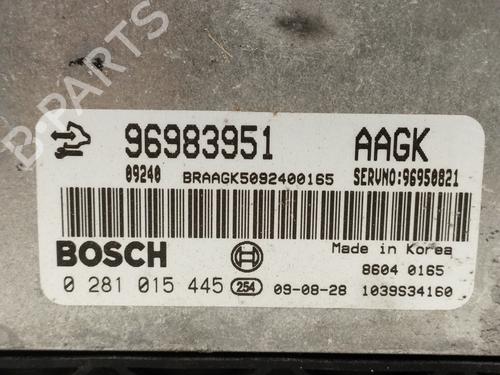 B-PARTS
96983951 AAGK
09240 BRAAGK5092400165 SERVNO:96950821
BOSCH Made in Korea
8604 0165
0 281 015 445 254 09-08-28 1039S34160